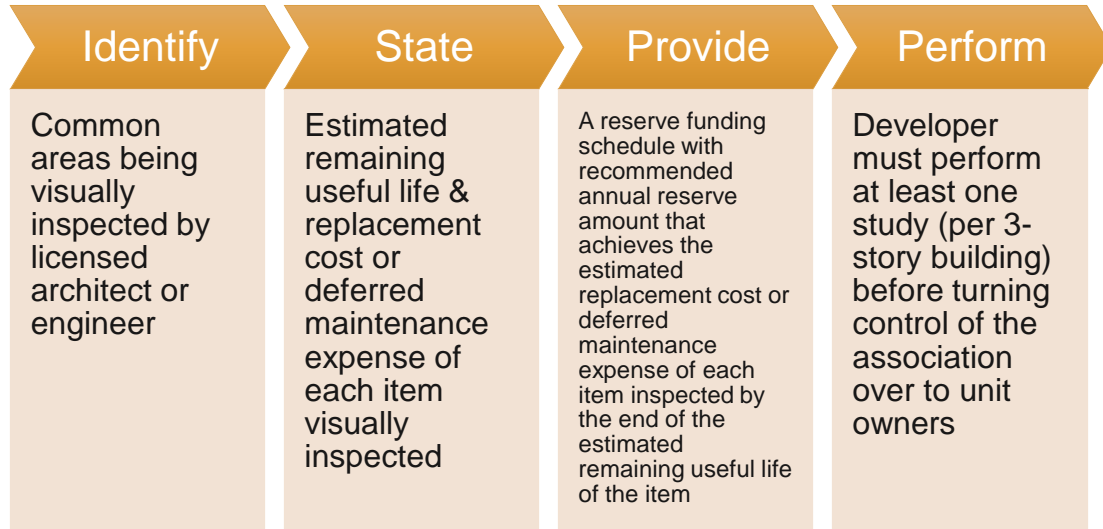 Identify
Common
areas being
visually
inspected by
licensed
architect or
engineer
State
Estimated
remaining
useful life &
replacement
cost or
deferred
maintenance
expense of
each item
visually
inspected
Provide
A reserve funding
schedule with
recommended
annual reserve
amount that
achieves the
estimated
replacement cost or
deferred
maintenance
expense of each
item inspected by
the end of the
estimated
remaining useful life
of the item
Perform
Developer
must perform
at least one
study (per 3-
story building)
before turning
control of the
association
over to unit
owners